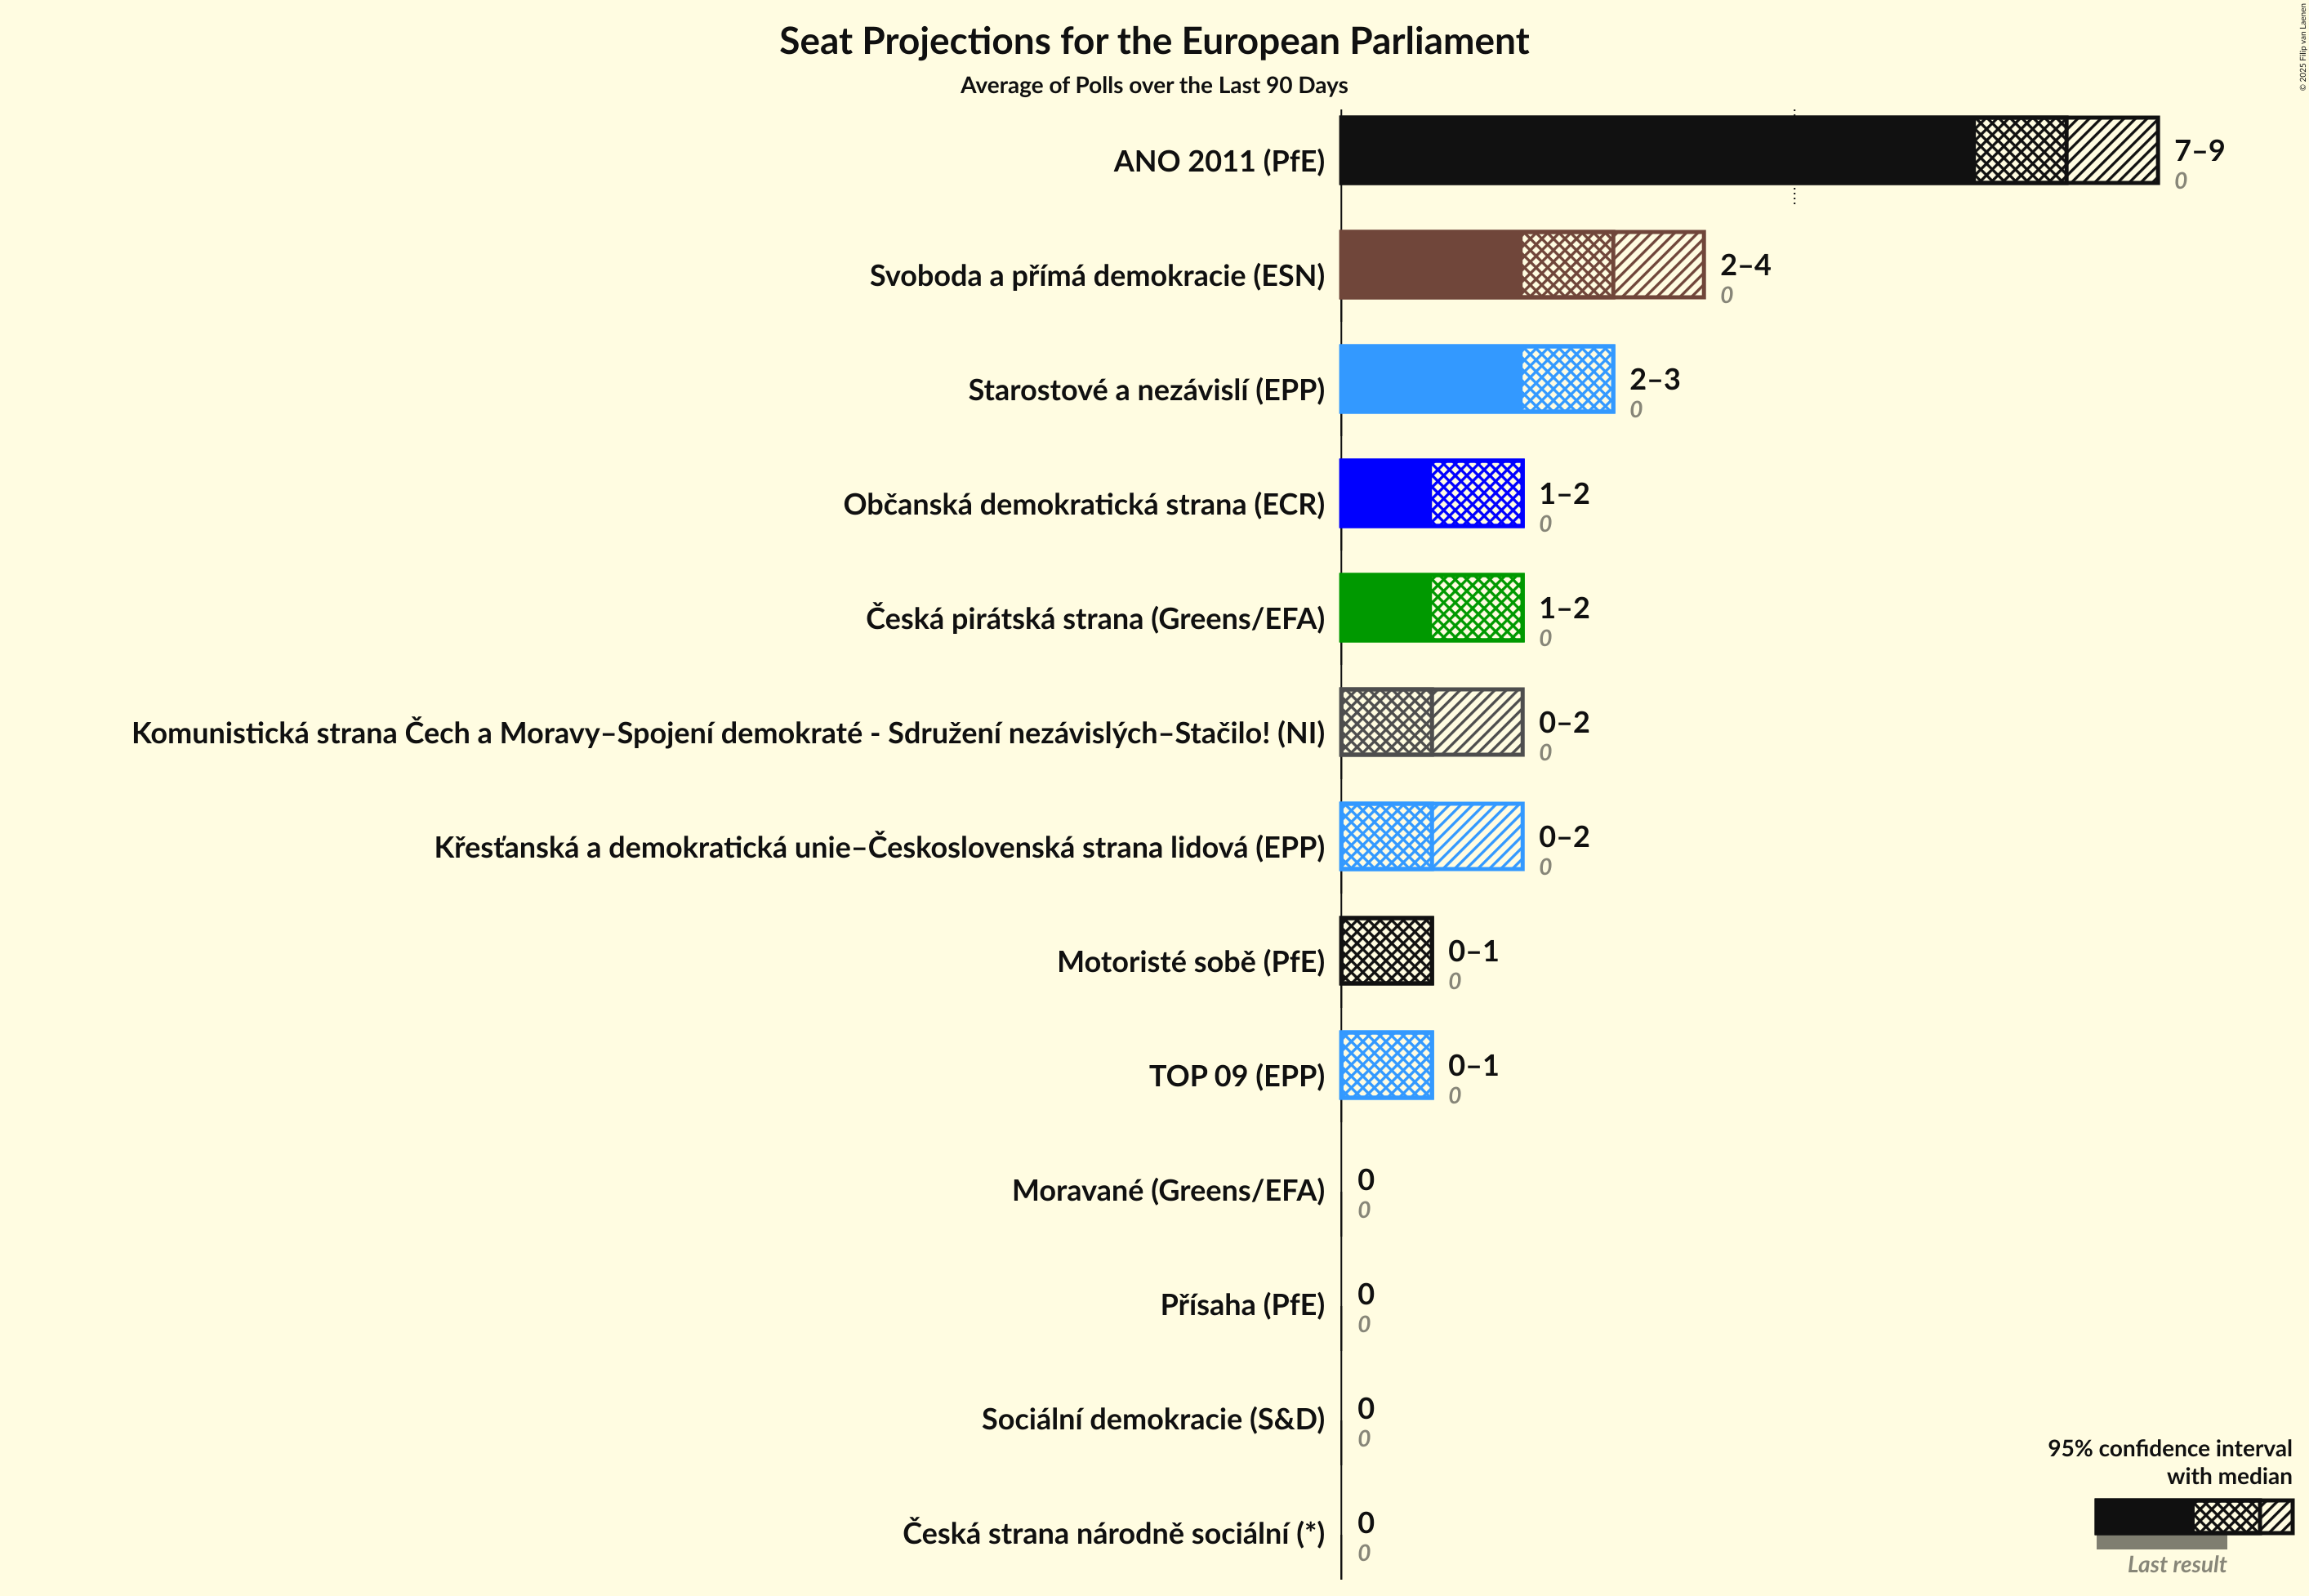 Seat Projections for the European Parliament
Average of Polls over the Last 90 Days
© 2025 Filip van Laenen
ANO 2011 (PfE)
7–9
0
Svoboda a přímá demokracie (ESN)
2–4
0
Starostové a nezávislí (EPP)
2–3
0
Občanská demokratická strana (ECR)
1–2
0
Česká pirátská strana (Greens/EFA)
1–2
0
Komunistická strana Čech a Moravy–Spojení demokraté - Sdružení nezávislých–Stačilo! (NI)
0–2
0
Křesťanská a demokratická unie–Československá strana lidová (EPP)
0–2
0
Motoristé sobě (PfE)
0–1
0
TOP 09 (EPP)
0–1
0
Moravané (Greens/EFA)
0
0
Přísaha (PfE)
0
0
Sociální demokracie (S&D)
0
0
Česká strana národně sociální (*)
0
0
95% confidence interval
with median
Last result